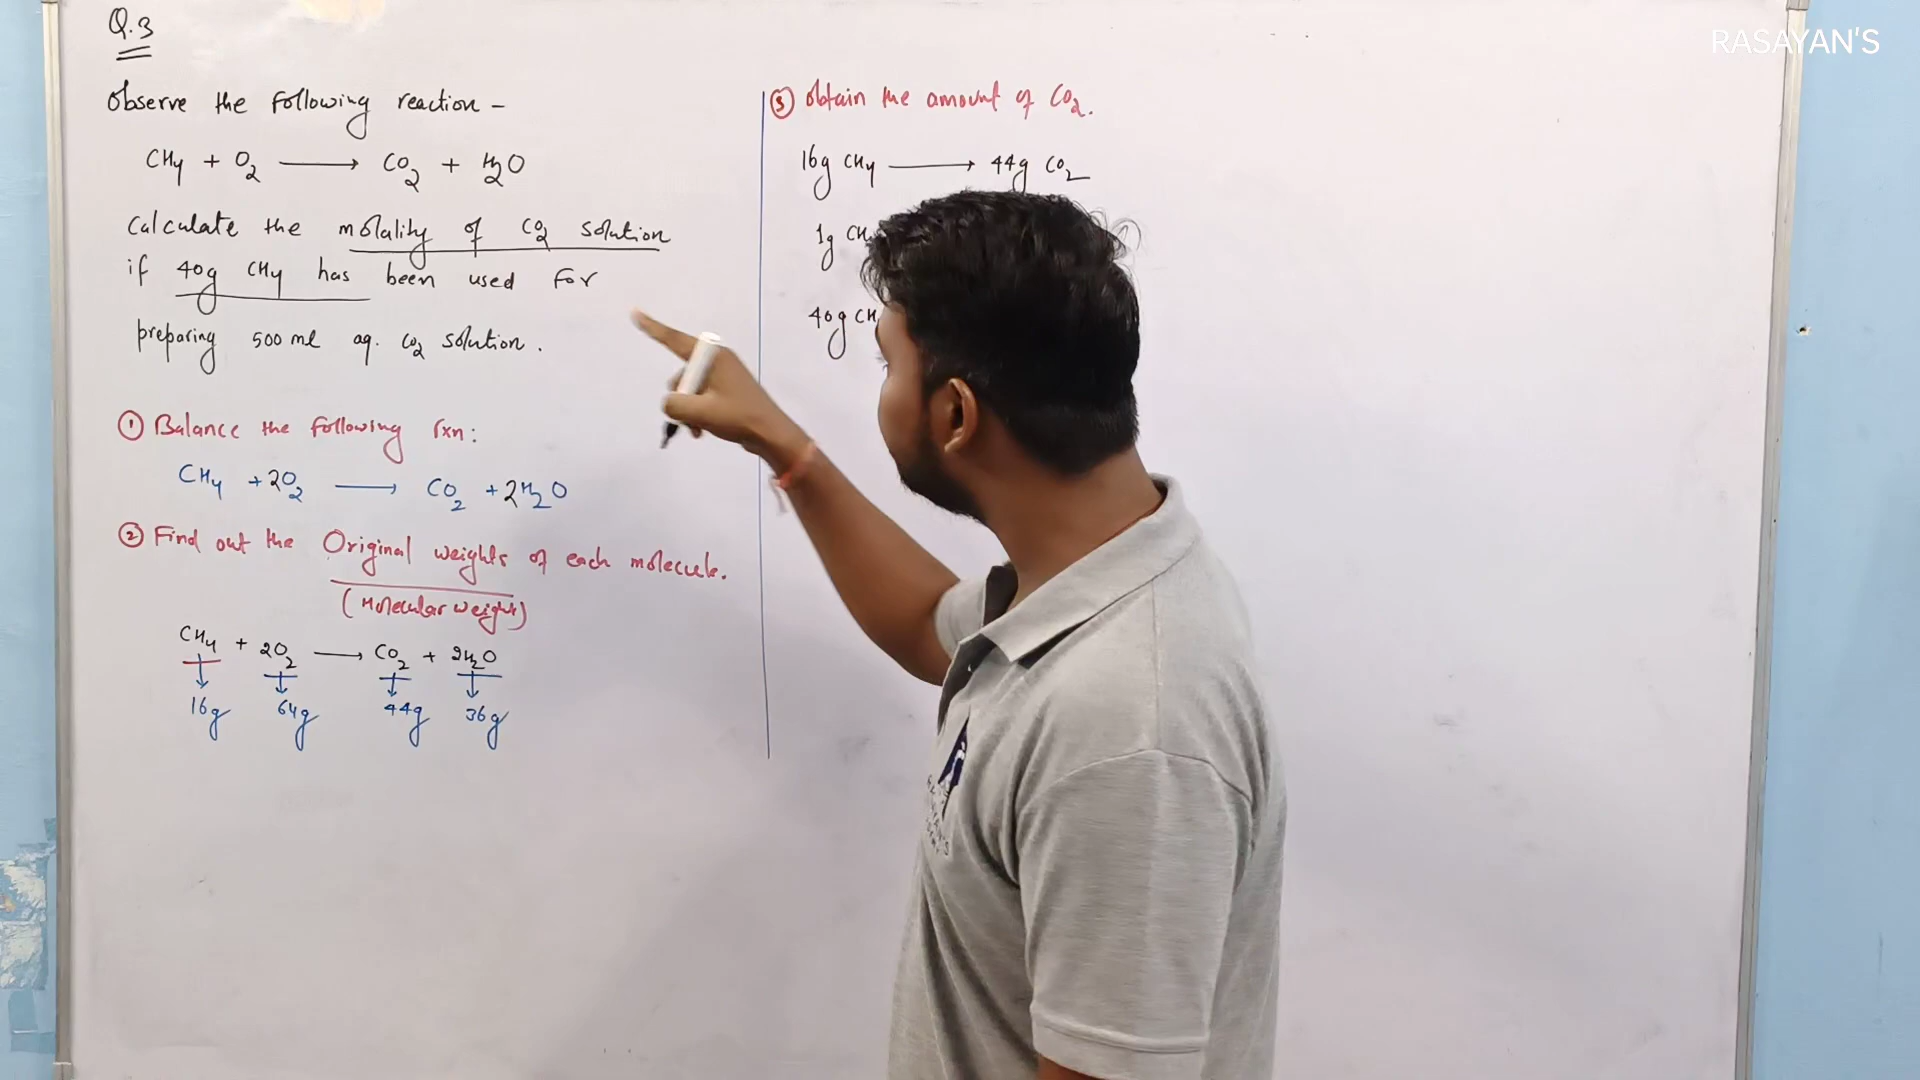 RASAYAN'S
Q.3
Observe the following reaction -
CH4 + O2 ⟶ CO2 + H2O
Calculate the molality of CO2 solution
if 40g CH4 has been used for
preparing 500 ml aq. CO2 solution.
① Balance the following rxn:
CH4 + 2O2 ⟶ CO2 + 2H2O
② Find out the Original weights of each molecule.
(Molecular weight)
CH4 + 2O2 ⟶ CO2 + 2H2O
16g 64g 44g 36g
③ Obtain the amount of CO2.
16g CH4 ⟶ 44g CO2
1g CH
40g CH